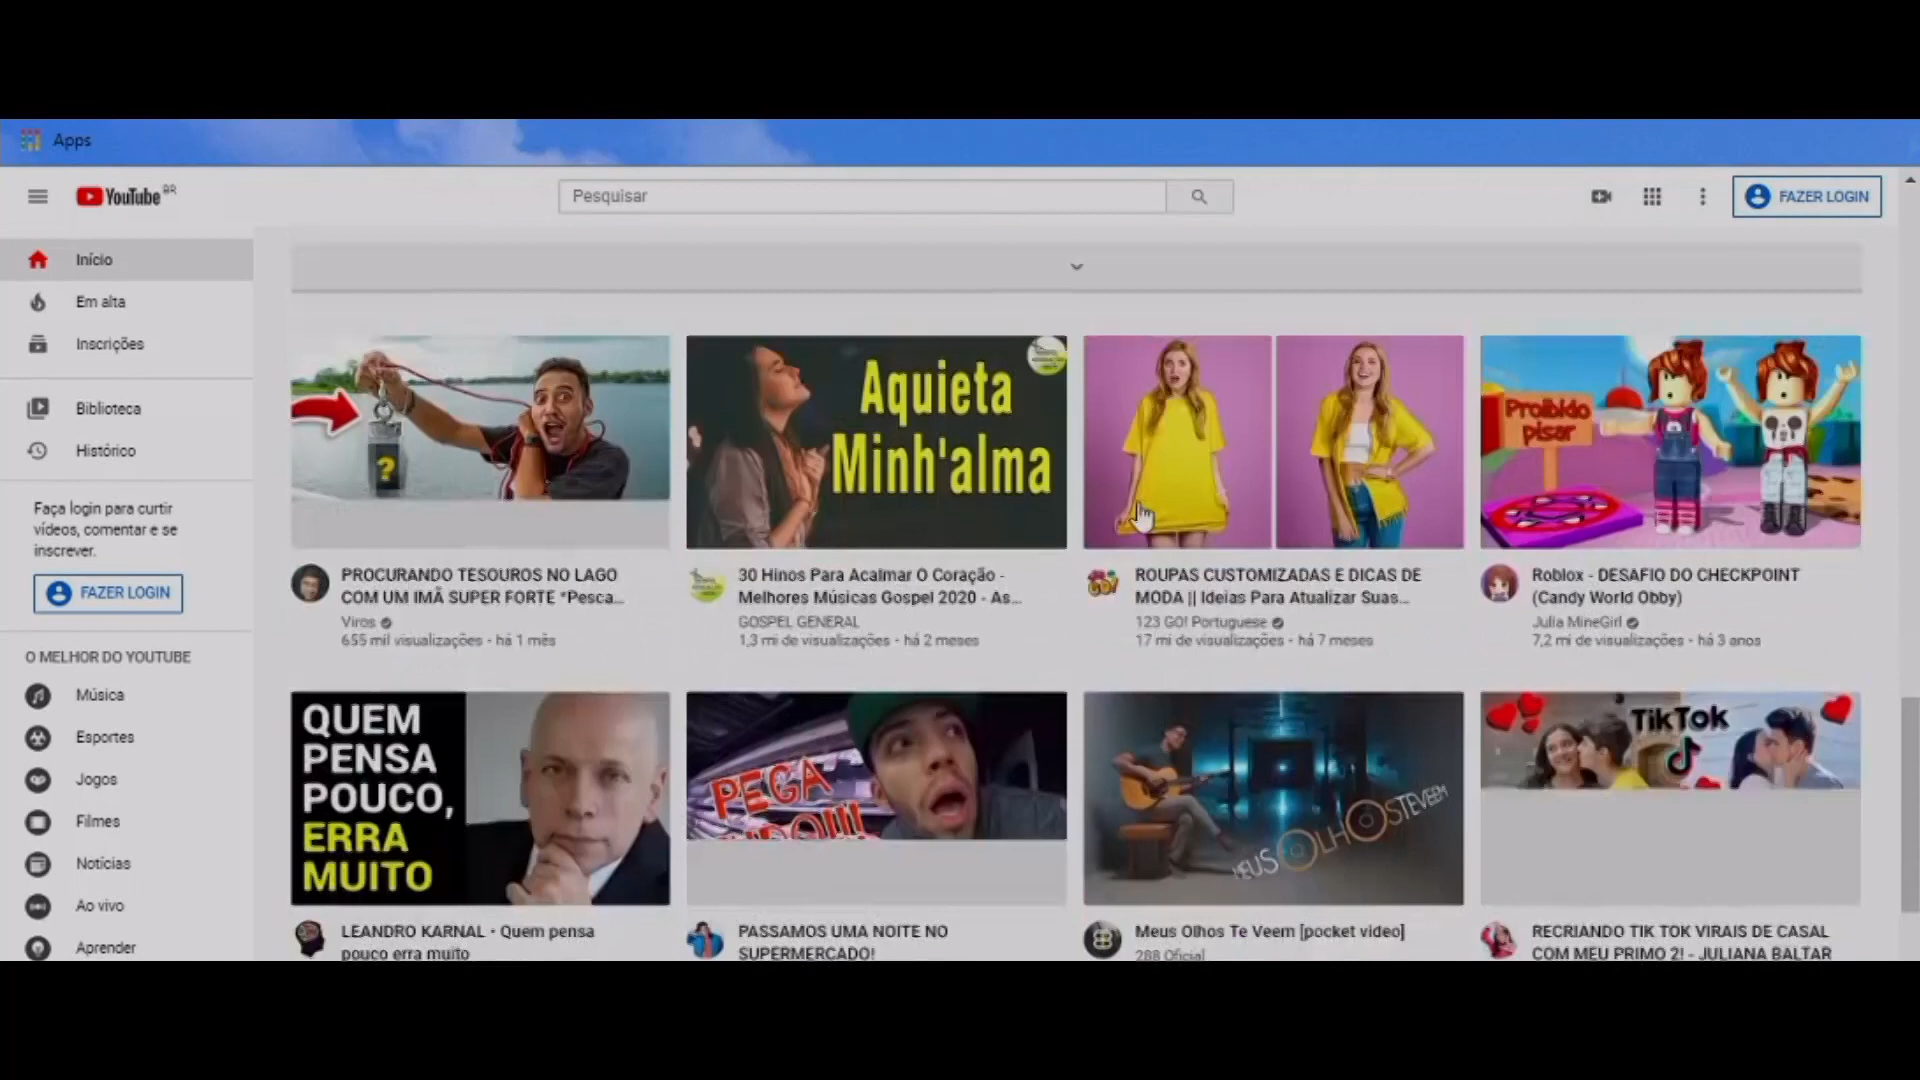 Apps
YouTube BR
Pesquisar
FAZER LOGIN
Início
Em alta
Inscrições
Biblioteca
Histórico
Faça login para curtir
vídeos, comentar e se
inscrever.
FAZER LOGIN
O MELHOR DO YOUTUBE
Música
Esportes
Jogos
Filmes
Notícias
Ao vivo
Aprender
?
Aquieta
Minh'alma
Proibido
pisar
PROCURANDO TESOUROS NO LAGO
COM UM IMÃ SUPER FORTE *Pesca...
Viros
655 mil visualizações • há 1 mês
30 Hinos Para Acalmar O Coração -
Melhores Músicas Gospel 2020 - As...
GOSPEL GENERAL
1,3 mi de visualizações • há 2 meses
GO!
ROUPAS CUSTOMIZADAS E DICAS DE
MODA || Ideias Para Atualizar Suas...
123 GO! Portuguese
17 mi de visualizações • há 7 meses
Roblox - DESAFIO DO CHECKPOINT
(Candy World Obby)
Julia MineGirl
7,2 mi de visualizações • há 3 anos
QUEM
PENSA
POUCO,
ERRA
MUITO
PEGA
MEUS OLHOS TE VEEM
TikTok
LEANDRO KARNAL • Quem pensa
pouco erra muito
PASSAMOS UMA NOITE NO
SUPERMERCADO!
Meus Olhos Te Veem [pocket video]
288 Oficial
RECRIANDO TIK TOK VIRAIS DE CASAL
COM MEU PRIMO 2! - JULIANA BALTAR